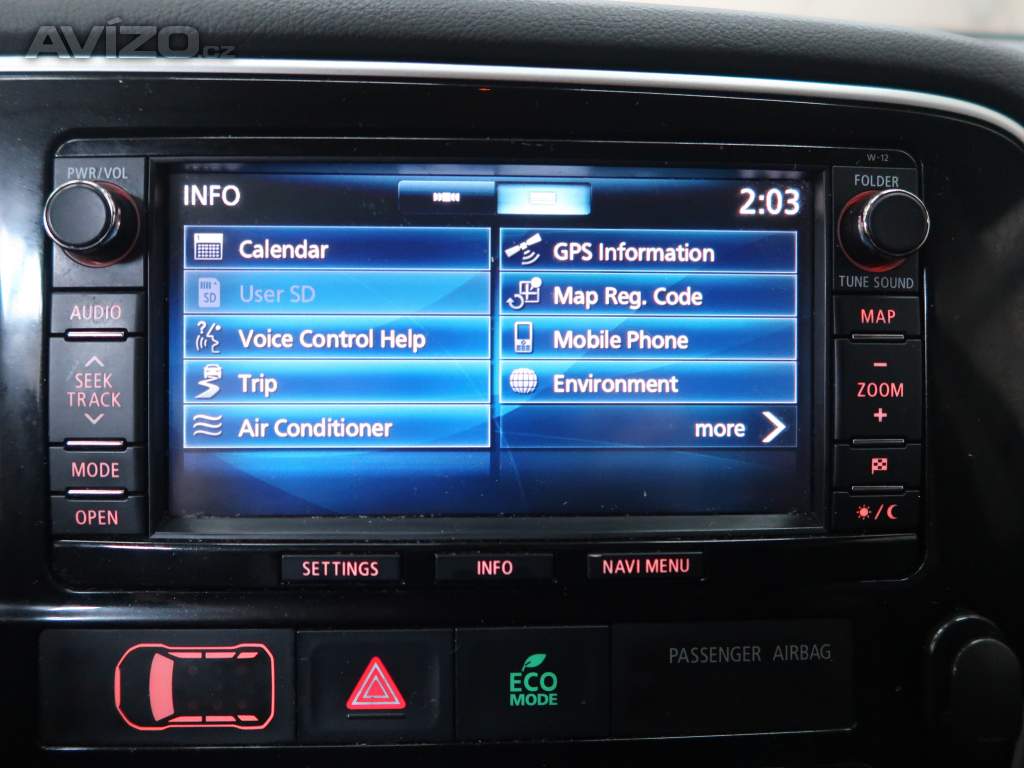 AVÍZO.cz
W-12
PWR/VOL
FOLDER
INFO
2:03
Calendar
GPS Information
TUNE SOUND
User SD
Map Reg. Code
AUDIO
MAP
Voice Control Help
Mobile Phone
SEEK
TRACK
Trip
Environment
ZOOM
Air Conditioner
more
MODE
OPEN
SETTINGS
INFO
NAVI MENU
PASSENGER AIRBAG
ECO
MODE